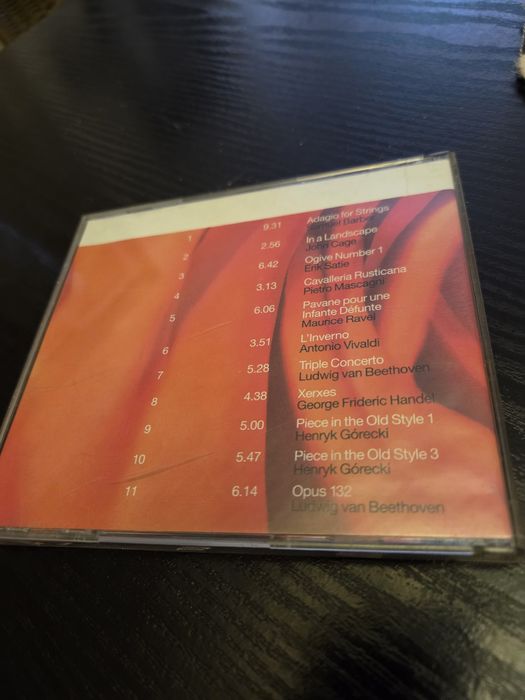 1 9.31 Adagio for Strings
Samuel Barber
2 2.56 In a Landscape
John Cage
3 6.42 Ogive Number 1
Erik Satie
4 3.13 Cavalleria Rusticana
Pietro Mascagni
5 6.06 Pavane pour une
Infante Défunte
Maurice Ravel
6 3.51 L'Inverno
Antonio Vivaldi
7 5.28 Triple Concerto
Ludwig van Beethoven
8 4.38 Xerxes
George Frideric Handel
9 5.00 Piece in the Old Style 1
Henryk Górecki
10 5.47 Piece in the Old Style 3
Henryk Górecki
11 6.14 Opus 132
Ludwig van Beethoven